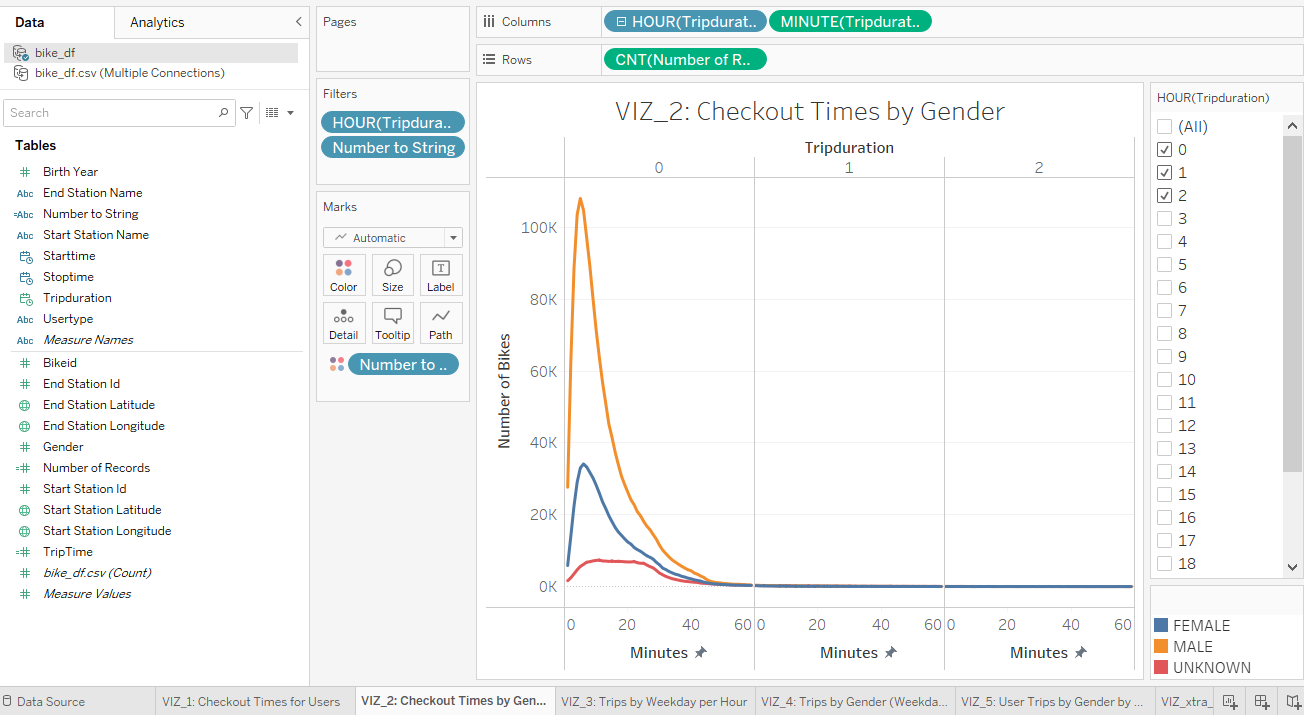 Data
Analytics
bike_df
bike_df.csv (Multiple Connections)
Search
Tables
# Birth Year
Abc End Station Name
=Abc Number to String
Abc Start Station Name
Starttime
Stoptime
Tripduration
Abc Usertype
Abc Measure Names
# Bikeid
# End Station Id
End Station Latitude
End Station Longitude
# Gender
=# Number of Records
# Start Station Id
Start Station Latitude
Start Station Longitude
=# TripTime
# bike_df.csv (Count)
# Measure Values
Pages
Filters
HOUR(Tripdura..
Number to String
Marks
Automatic
Color
Size
T
Label
Detail
Tooltip
Path
Number to ..
Columns
HOUR(Tripdurat..
MINUTE(Tripdurat..
Rows
CNT(Number of R..
VIZ_2: Checkout Times by Gender
Tripduration
0 1 2
100K
80K
60K
40K
20K
0K
Number of Bikes
0 20 40 60 0 20 40 60 0 20 40 60
Minutes Minutes Minutes
HOUR(Tripduration)
(All)
0
1
2
3
4
5
6
7
8
9
10
11
12
13
14
15
16
17
18
FEMALE
MALE
UNKNOWN
Data Source
VIZ_1: Checkout Times for Users
VIZ_2: Checkout Times by Gen...
VIZ_3: Trips by Weekday per Hour
VIZ_4: Trips by Gender (Weekda...
VIZ_5: User Trips by Gender by ...
VIZ_xtra_